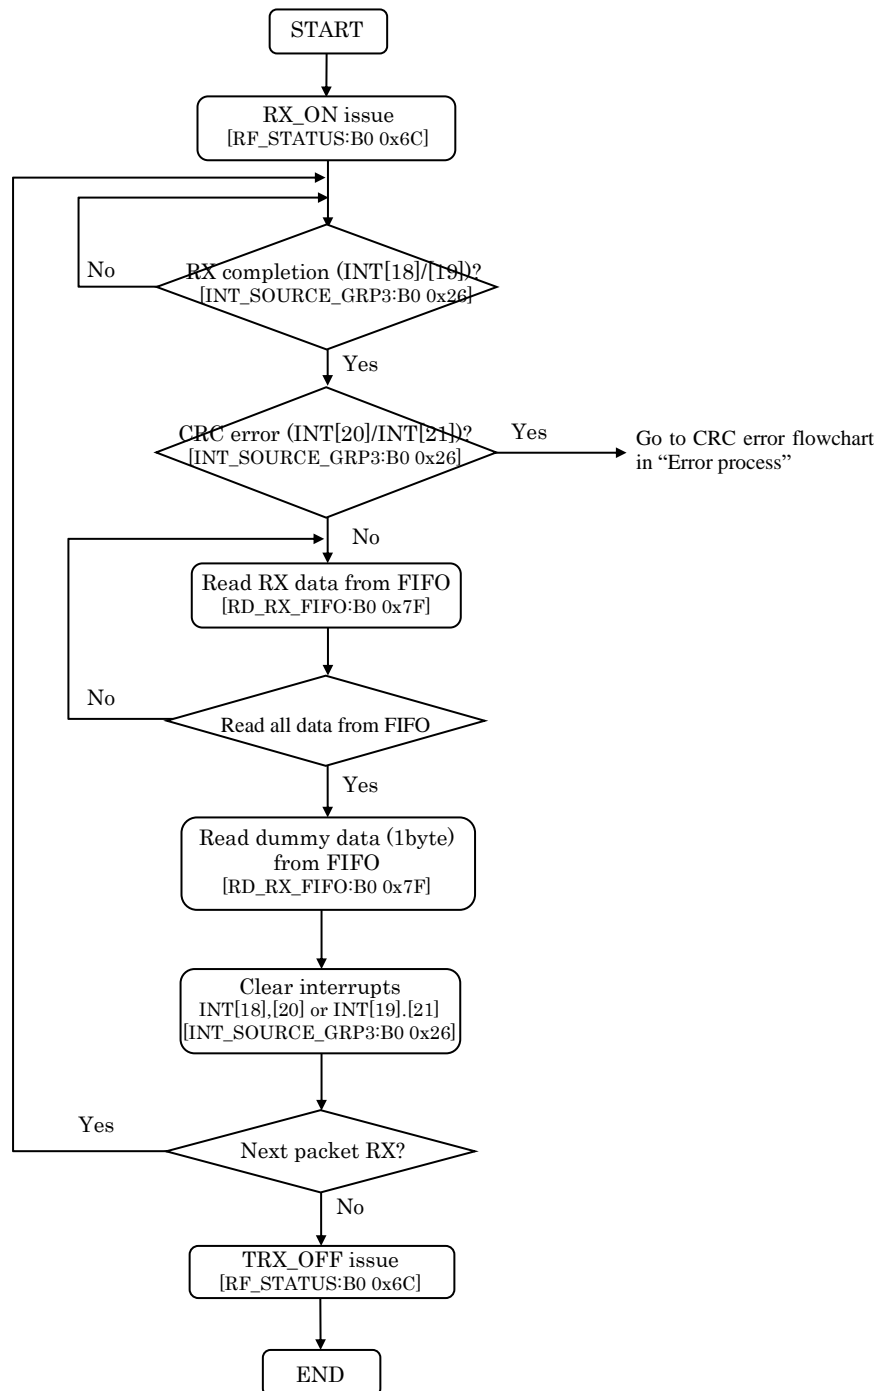 START
RX_ON issue
[RF_STATUS:B0 0x6C]
No
RX completion (INT[18]/[19])?
[INT_SOURCE_GRP3:B0 0x26]
Yes
CRC error (INT[20]/INT[21])?
[INT_SOURCE_GRP3:B0 0x26]
Yes
Go to CRC error flowchart
in “Error process”
No
Read RX data from FIFO
[RD_RX_FIFO:B0 0x7F]
No
Read all data from FIFO
Yes
Read dummy data (1byte)
from FIFO
[RD_RX_FIFO:B0 0x7F]
Clear interrupts
INT[18],[20] or INT[19].[21]
[INT_SOURCE_GRP3:B0 0x26]
Yes
Next packet RX?
No
TRX_OFF issue
[RF_STATUS:B0 0x6C]
END